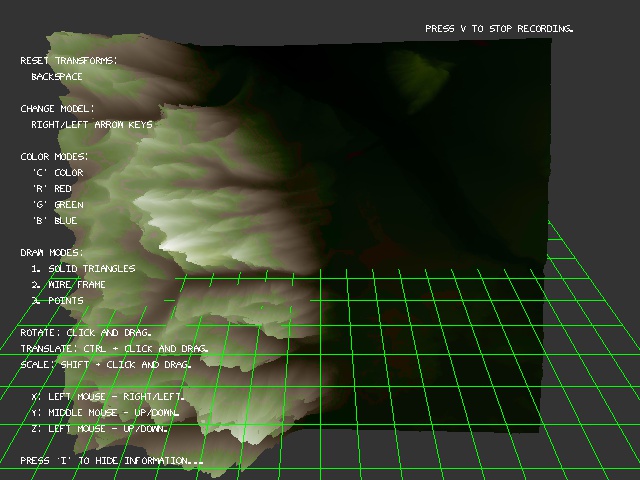 PRESS V TO STOP RECORDING.
RESET TRANSFORMS:
BACKSPACE
CHANGE MODEL:
RIGHT/LEFT ARROW KEYS
COLOR MODES:
'C' COLOR
'R' RED
'G' GREEN
'B' BLUE
DRAW MODES:
1. SOLID TRIANGLES
2. WIRE FRAME
3. POINTS
ROTATE: CLICK AND DRAG.
TRANSLATE: CTRL + CLICK AND DRAG.
SCALE: SHIFT + CLICK AND DRAG.
X: LEFT MOUSE - RIGHT/LEFT.
Y: MIDDLE MOUSE - UP/DOWN.
Z: LEFT MOUSE - UP/DOWN.
PRESS 'I' TO HIDE INFORMATION...